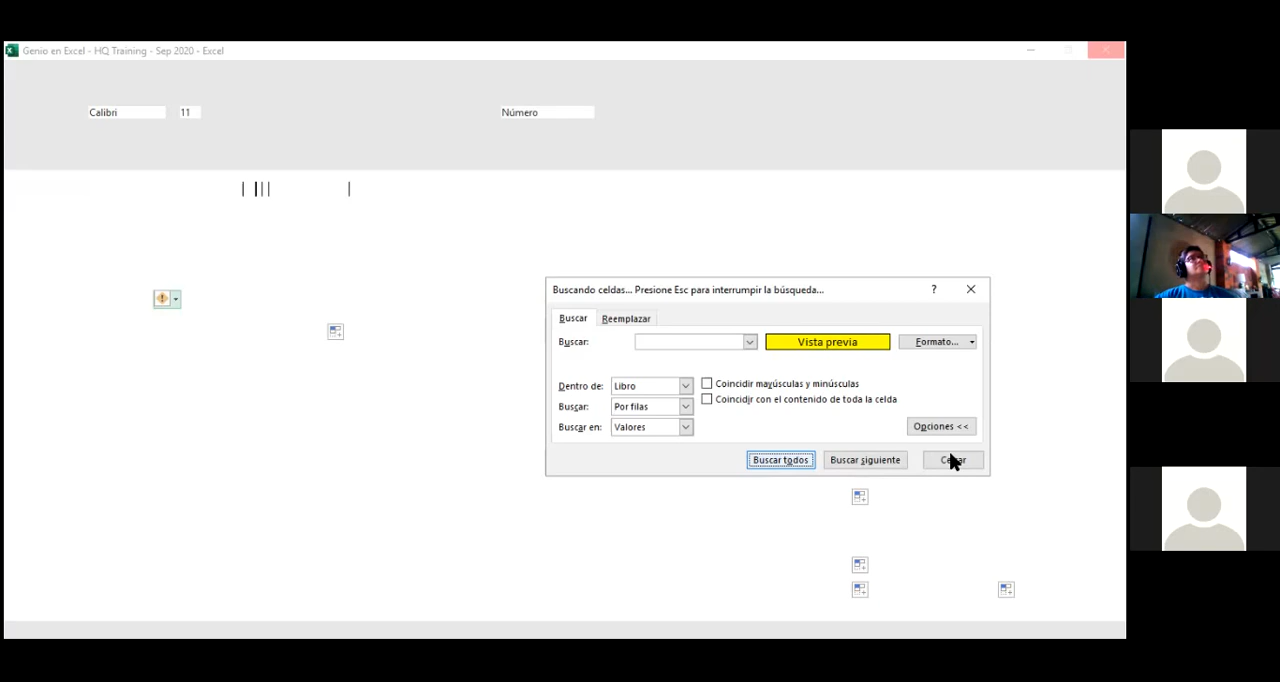 Genio en Excel - HQ Training - Sep 2020 - Excel
Calibri 11 Número
Buscando celdas... Presione Esc para interrumpir la búsqueda...
Buscar Reemplazar
Buscar: Vista previa Formato...
Dentro de: Libro Coincidir mayúsculas y minúsculas
Buscar: Por filas Coincidir con el contenido de toda la celda
Buscar en: Valores Opciones <<
Buscar todos Buscar siguiente Cerrar